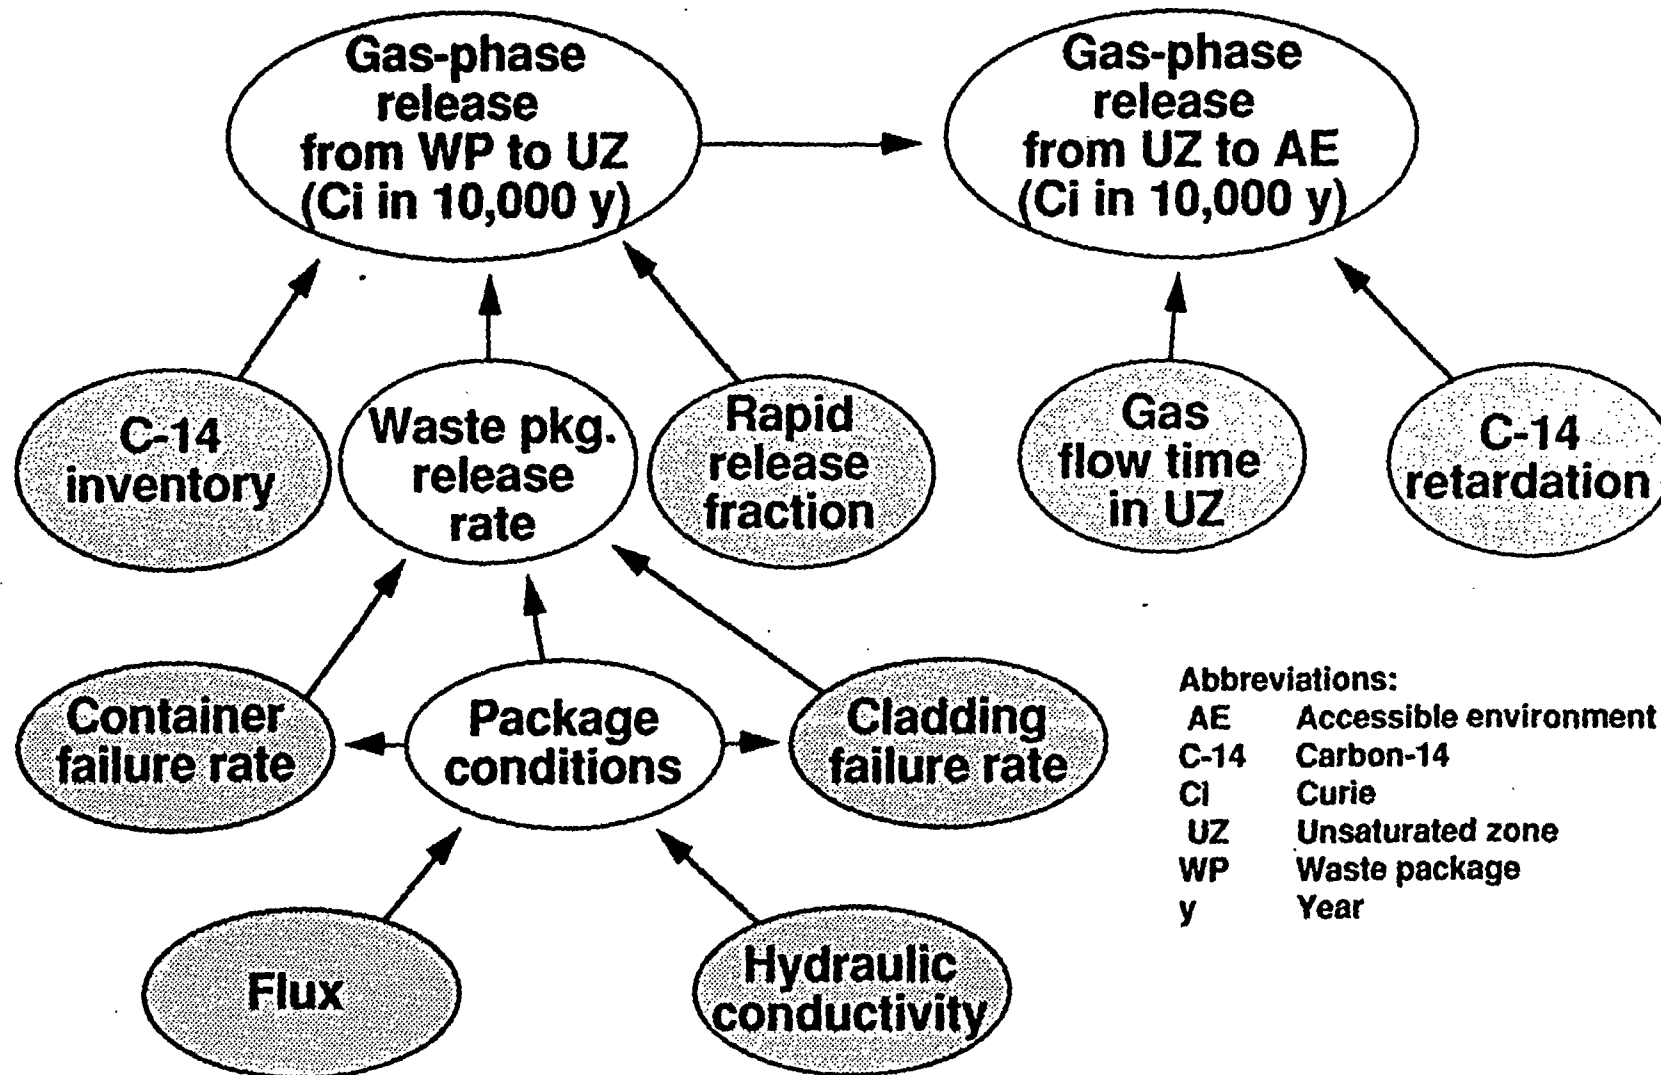 Gas-phase
release
from WP to UZ
(Ci in 10,000 y)
Gas-phase
release
from UZ to AE
(Ci in 10,000 y)
C-14
inventory
Waste pkg.
release
rate
Rapid
release
fraction
Gas
flow time
in UZ
C-14
retardation
Container
failure rate
Package
conditions
Cladding
failure rate
Flux
Hydraulic
conductivity
Abbreviations:
AE Accessible environment
C-14 Carbon-14
Ci Curie
UZ Unsaturated zone
WP Waste package
y Year